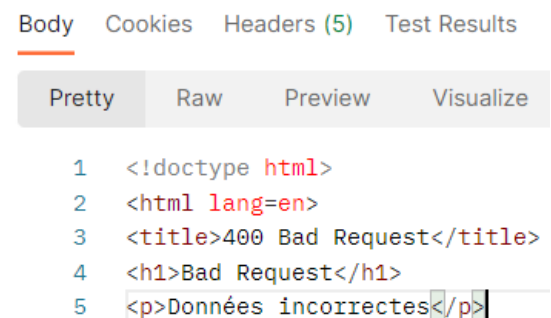 Body Cookies Headers (5) Test Results
Pretty Raw Preview Visualize
1 <!doctype html>
2 <html lang=en>
3 <title>400 Bad Request</title>
4 <h1>Bad Request</h1>
5 <p>Données incorrectes</p>